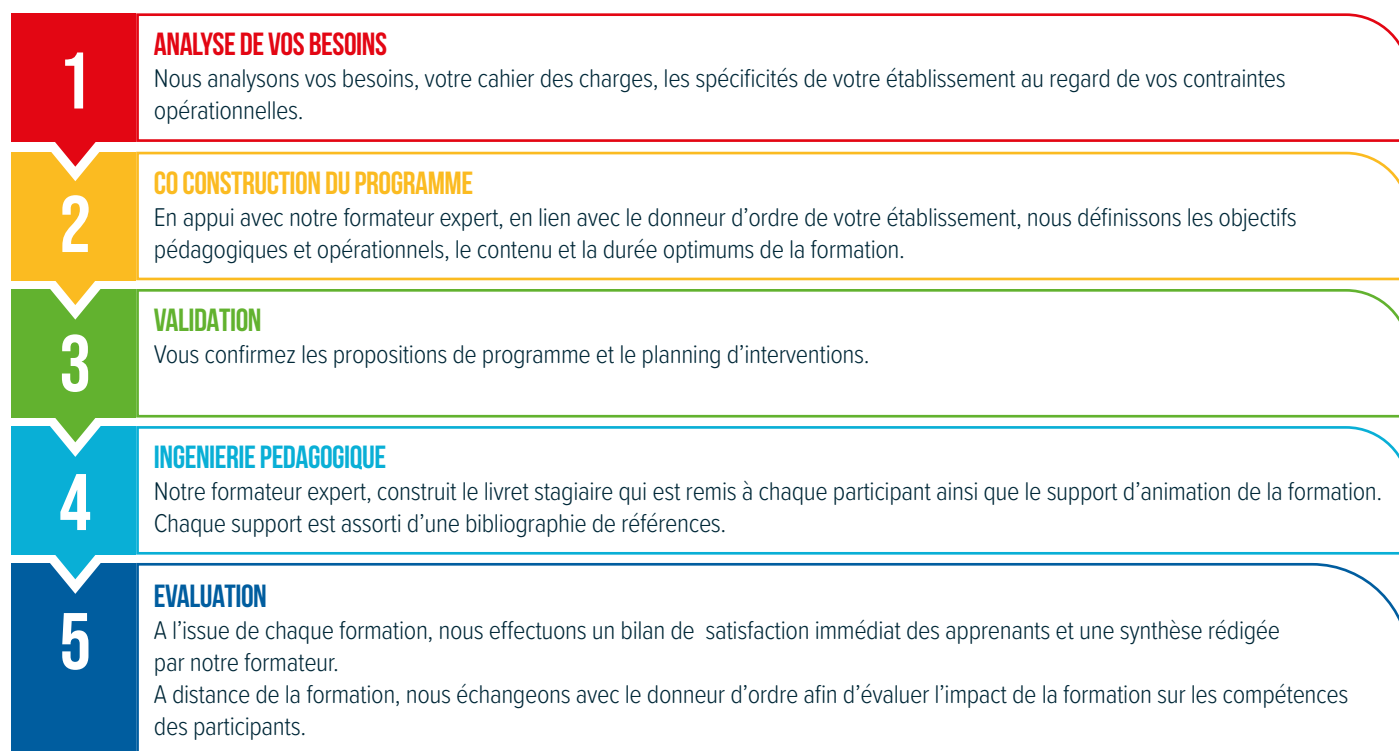 1
ANALYSE DE VOS BESOINS
Nous analysons vos besoins, votre cahier des charges, les spécificités de votre établissement au regard de vos contraintes
opérationnelles.
2
CO CONSTRUCTION DU PROGRAMME
En appui avec notre formateur expert, en lien avec le donneur d’ordre de votre établissement, nous définissons les objectifs
pédagogiques et opérationnels, le contenu et la durée optimums de la formation.
3
VALIDATION
Vous confirmez les propositions de programme et le planning d’interventions.
4
INGENIERIE PEDAGOGIQUE
Notre formateur expert, construit le livret stagiaire qui est remis à chaque participant ainsi que le support d’animation de la formation.
Chaque support est assorti d’une bibliographie de références.
5
EVALUATION
A l’issue de chaque formation, nous effectuons un bilan de satisfaction immédiat des apprenants et une synthèse rédigée
par notre formateur.
A distance de la formation, nous échangeons avec le donneur d’ordre afin d’évaluer l’impact de la formation sur les compétences
des participants.